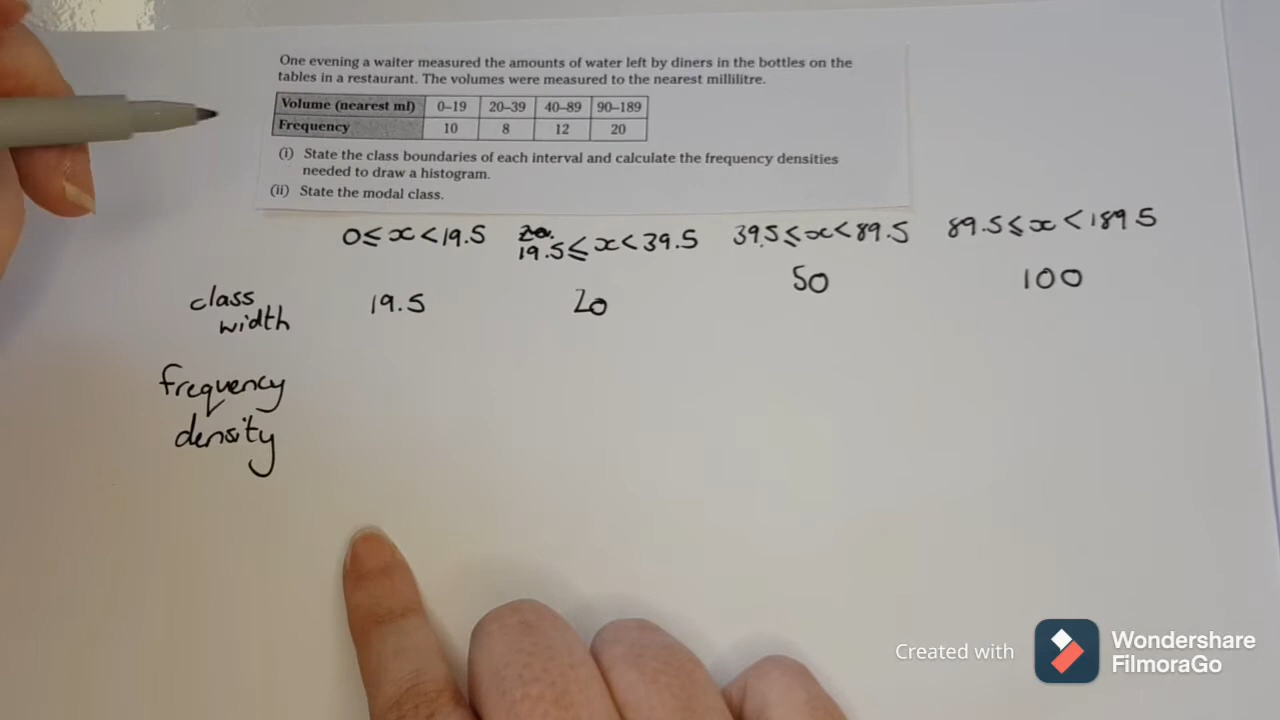 One evening a waiter measured the amounts of water left by diners in the bottles on the
tables in a restaurant. The volumes were measured to the nearest millilitre.
Volume (nearest ml) 0–19 20–39 40–89 90–189
Frequency 10 8 12 20
(i) State the class boundaries of each interval and calculate the frequency densities
needed to draw a histogram.
(ii) State the modal class.
0≤x<19.5 19.5≤x<39.5 39.5≤x<89.5 89.5≤x<189.5
class
width 19.5 20 50 100
frequency
density
Created with Wondershare
FilmoraGo